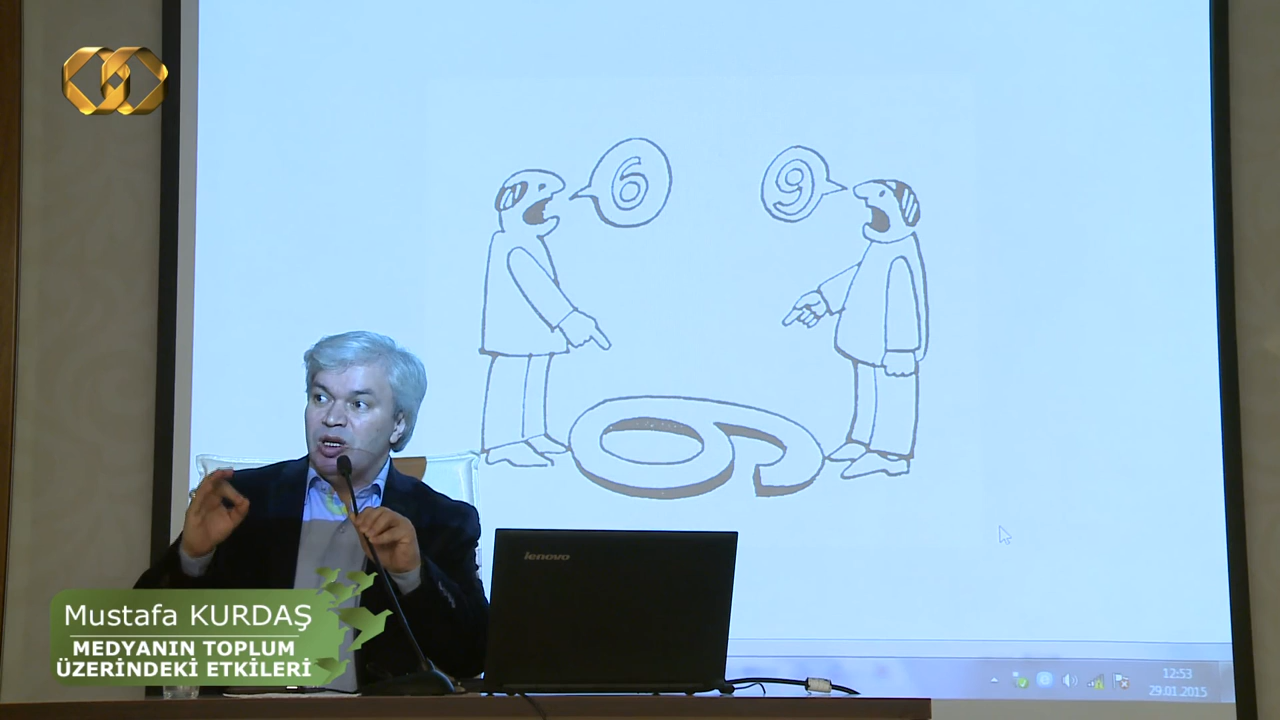 6
9
lenovo
Mustafa KURDAŞ
MEDYANIN TOPLUM
ÜZERİNDEKİ ETKİLERİ
12:53
29.01.2015